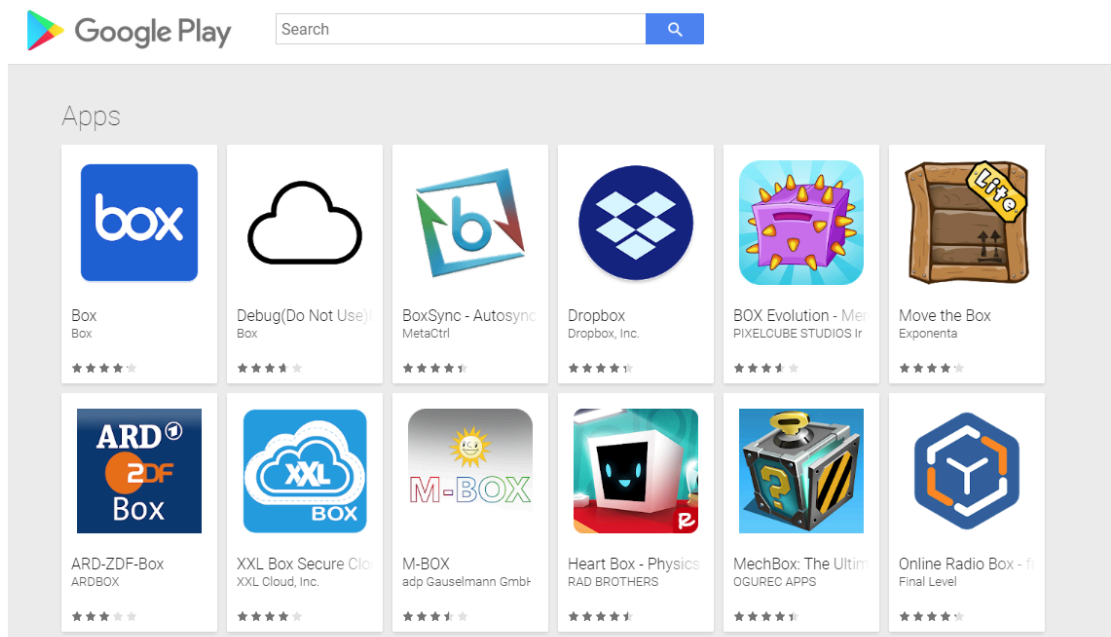 Google Play
Search
Apps
box
Lite
Box
Box
Debug(Do Not Use)
Box
BoxSync - Autosync
MetaCtrl
Dropbox
Dropbox, Inc.
BOX Evolution - Mer
PIXELCUBE STUDIOS Ir
Move the Box
Exponenta
ARD 1
ZDF
Box
XXL
BOX
M-BOX
R
ARD-ZDF-Box
ARDBOX
XXL Box Secure Clo
XXL Cloud, Inc.
M-BOX
adp Gauselmann GmbH
Heart Box - Physics
RAD BROTHERS
MechBox: The Ultim
OGUREC APPS
Online Radio Box - f
Final Level